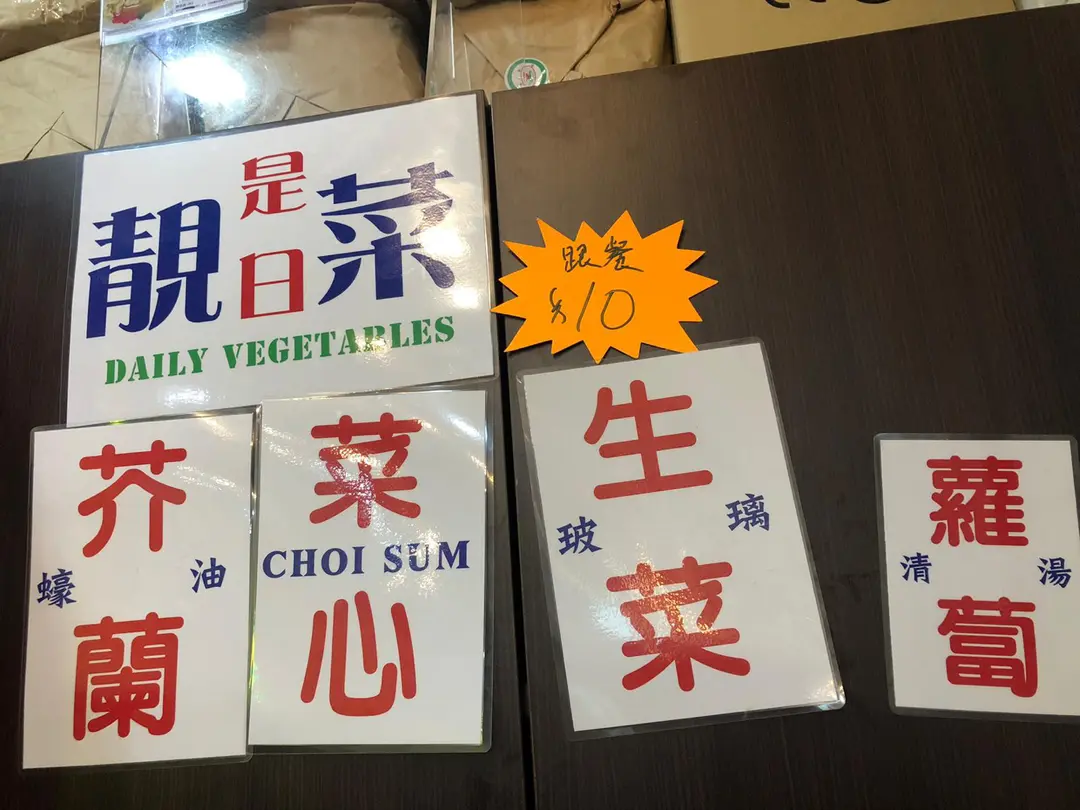 是日靚菜
DAILY VEGETABLES
跟餐
$10
蠔油芥蘭
菜心
CHOI SUM
玻璃生菜
清湯蘿蔔